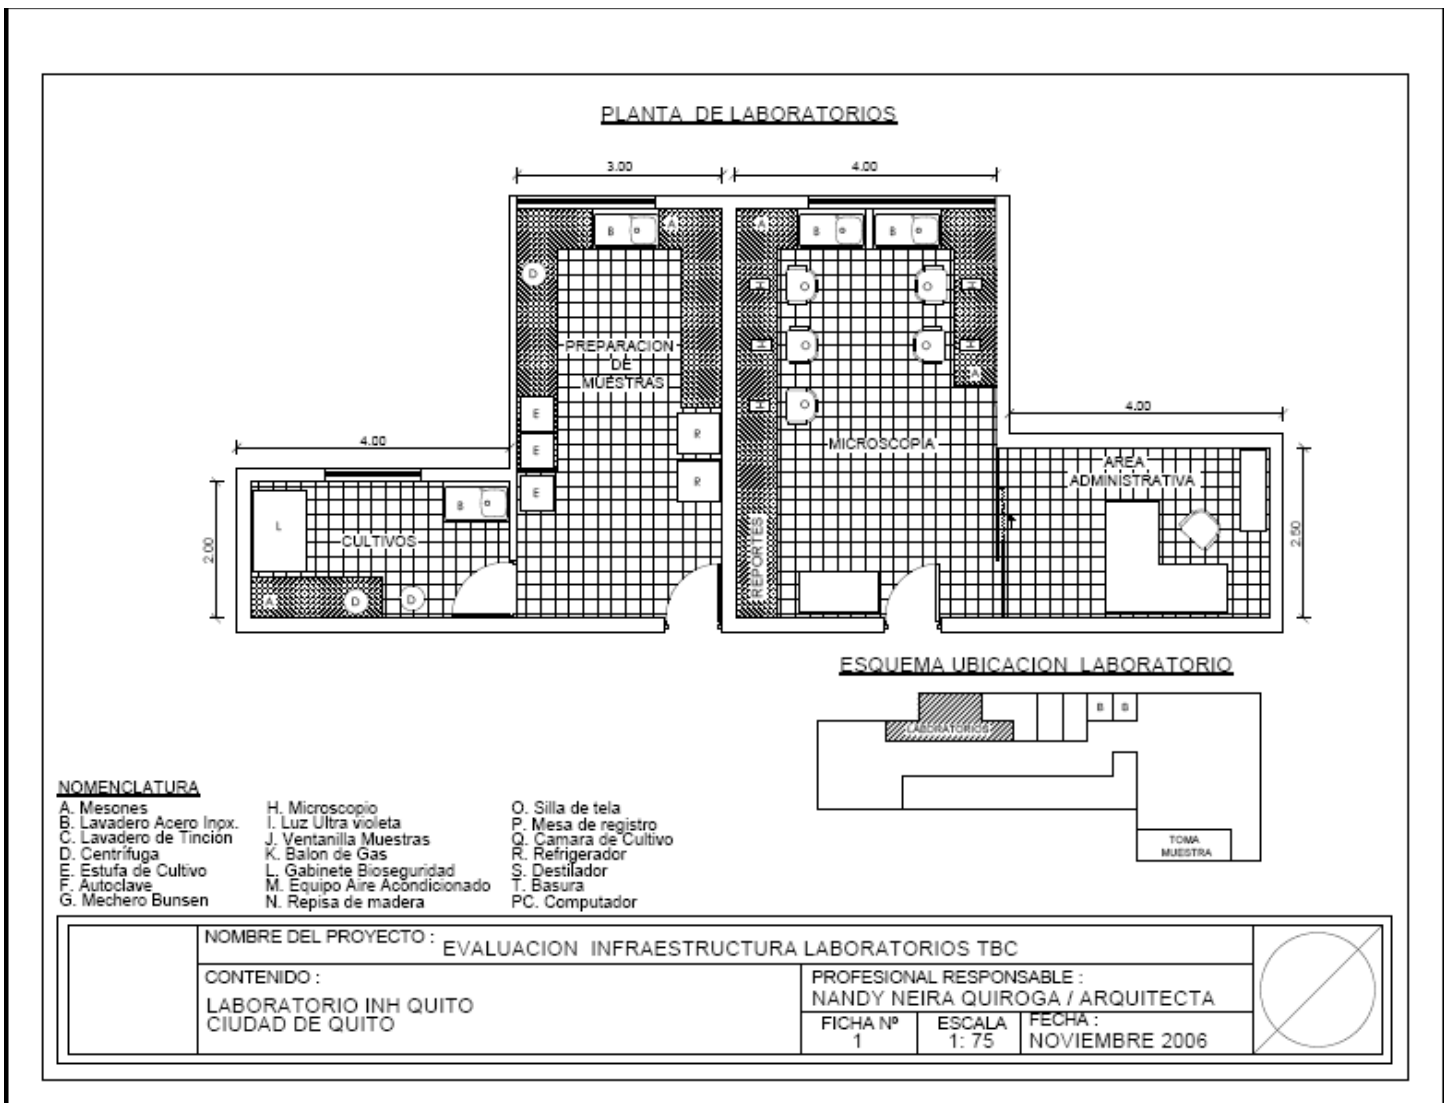 PLANTA DE LABORATORIOS
3.00
4.00
B
A
A
B
B
D
H
O
O
H
PREPARACION
DE
MUESTRAS
H
O
O
H
A
E
H
O
4.00
R
E
MICROSCOPIA
4.00
AREA
ADMINISTRATIVA
R
E
B
L
CULTIVOS
2.00
REPORTES
2.50
A
D
D
ESQUEMA UBICACION LABORATORIO
B
B
LABORATORIOS
TOMA
MUESTRA
NOMENCLATURA
A. Mesones
B. Lavadero Acero Inox.
C. Lavadero de Tincion
D. Centrifuga
E. Estufa de Cultivo
F. Autoclave
G. Mechero Bunsen
H. Microscopio
I. Luz Ultra violeta
J. Ventanilla Muestras
K. Balon de Gas
L. Gabinete Bioseguridad
M. Equipo Aire Acondicionado
N. Repisa de madera
O. Silla de tela
P. Mesa de registro
Q. Camara de Cultivo
R. Refrigerador
S. Destilador
T. Basura
PC. Computador
NOMBRE DEL PROYECTO : EVALUACION INFRAESTRUCTURA LABORATORIOS TBC
CONTENIDO :
LABORATORIO INH QUITO
CIUDAD DE QUITO
PROFESIONAL RESPONSABLE :
NANDY NEIRA QUIROGA / ARQUITECTA
FICHA Nº
1
ESCALA
1: 75
FECHA :
NOVIEMBRE 2006